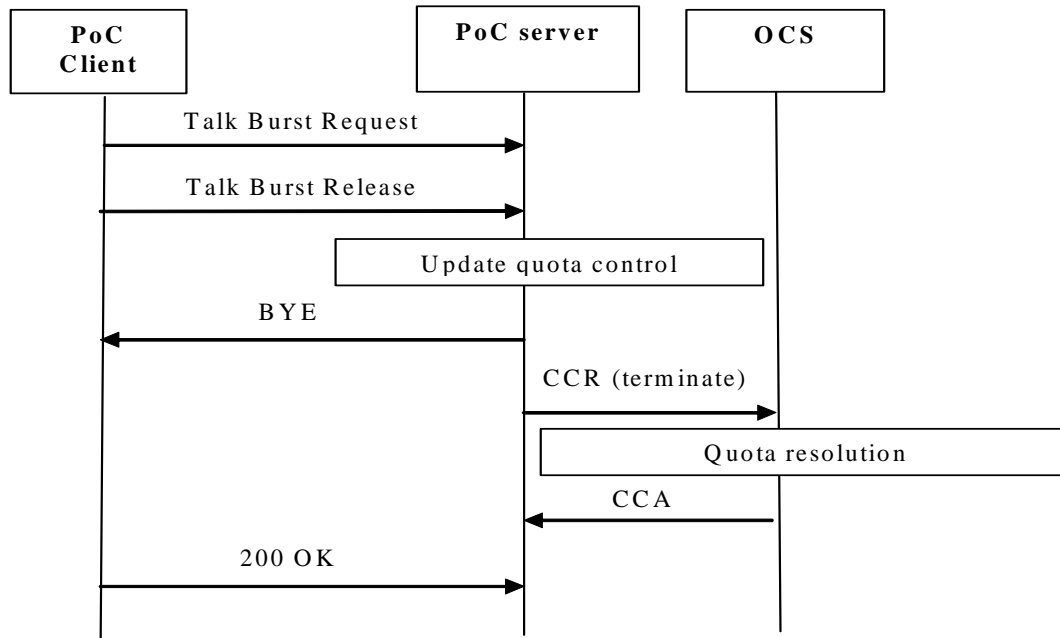 PoC
Client
PoC server
OCS
Talk Burst Request
Talk Burst Release
Update quota control
BYE
CCR (terminate)
Quota resolution
CCA
200 OK